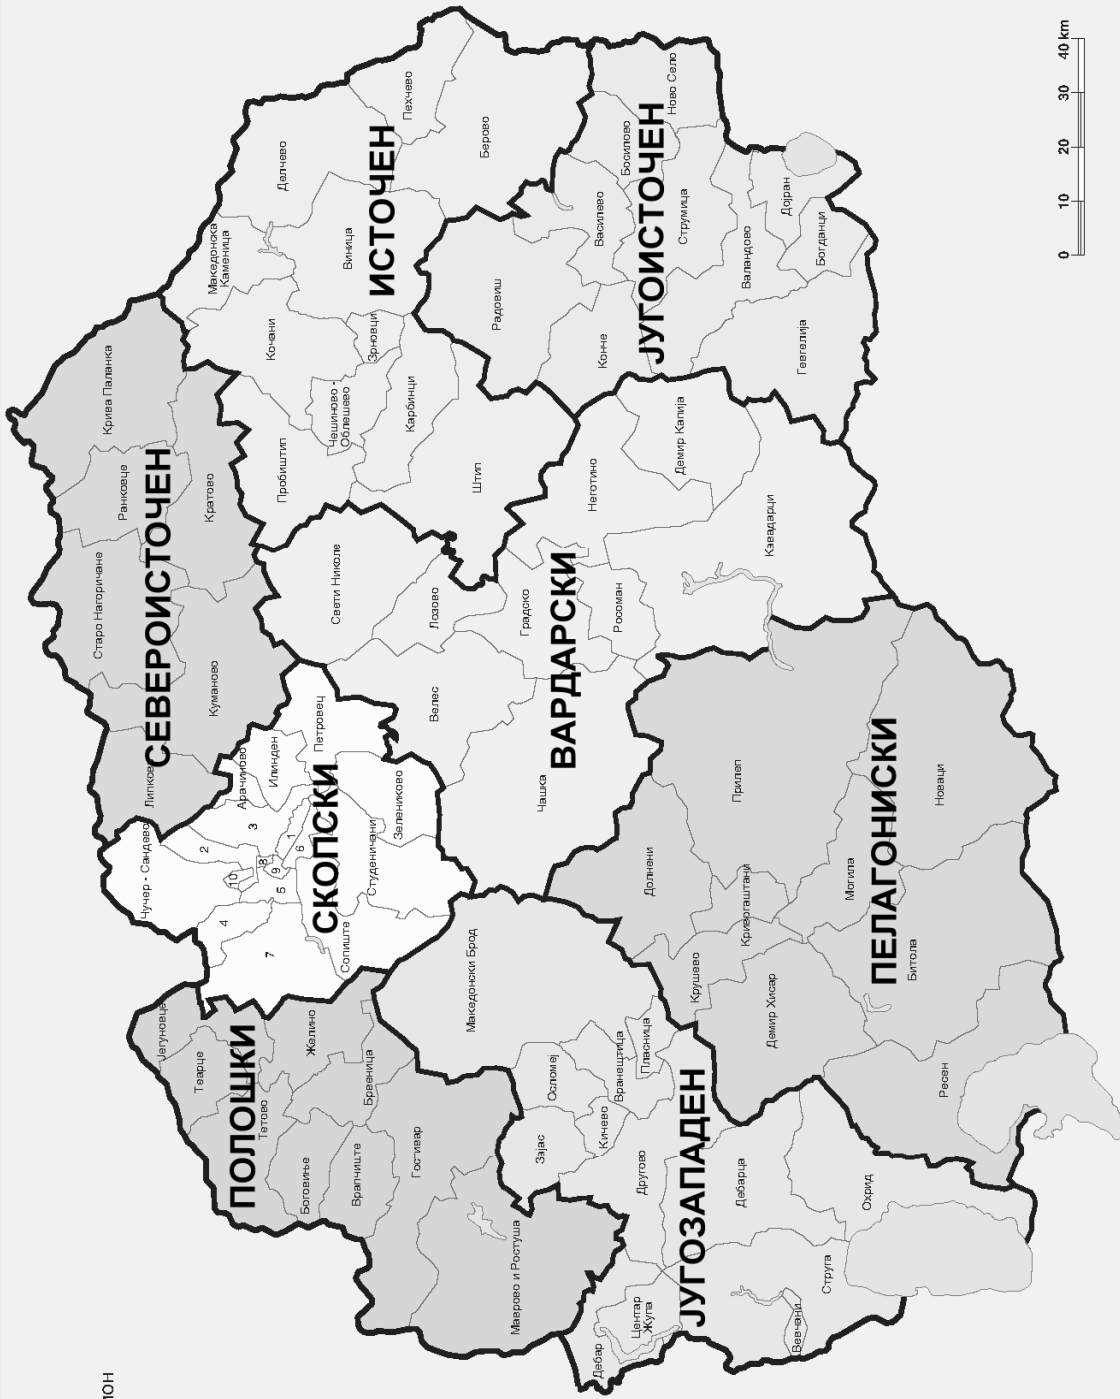 СЕВЕРОИСТОЧЕН
Крива Паланка
Ранковце
Старо Нагоричане
Кратово
Куманово
Липково
СКОПСКИ
Чучер - Сандево
Арачиново
Илинден
Петровец
Зелениково
Студеничани
Сопиште
1
2
3
4
5
6
7
8
9
10
ПОЛОШКИ
Јегуновце
Теарце
Тетово
Желино
Брвеница
Боговиње
Врапчиште
Гостивар
Маврово и Ростуша
ИСТОЧЕН
Македонска
Каменица
Делчево
Пехчево
Берово
Виница
Кочани
Зрновци
Чешиново -
Облешево
Карбинци
Пробиштип
Штип
ВАРДАРСКИ
Свети Николе
Лозово
Велес
Чашка
Градско
Росоман
Неготино
Демир Капија
Кавадарци
ЈУГОИСТОЧЕН
Радовиш
Конче
Василево
Босилово
Ново Село
Струмица
Валандово
Дојран
Богданци
Гевгелија
ЈУГОЗАПАДЕН
Македонски Брод
Осломеј
Зајас
Кичево
Вранештица
Пласница
Другово
Дебар
Центар
Жупа
Дебарца
Струга
Вевчани
Охрид
ПЕЛАГОНИСКИ
Долнени
Прилеп
Кривогаштани
Крушево
Могила
Новаци
Битола
Демир Хисар
Ресен
0 10 20 30 40 km
ИОН